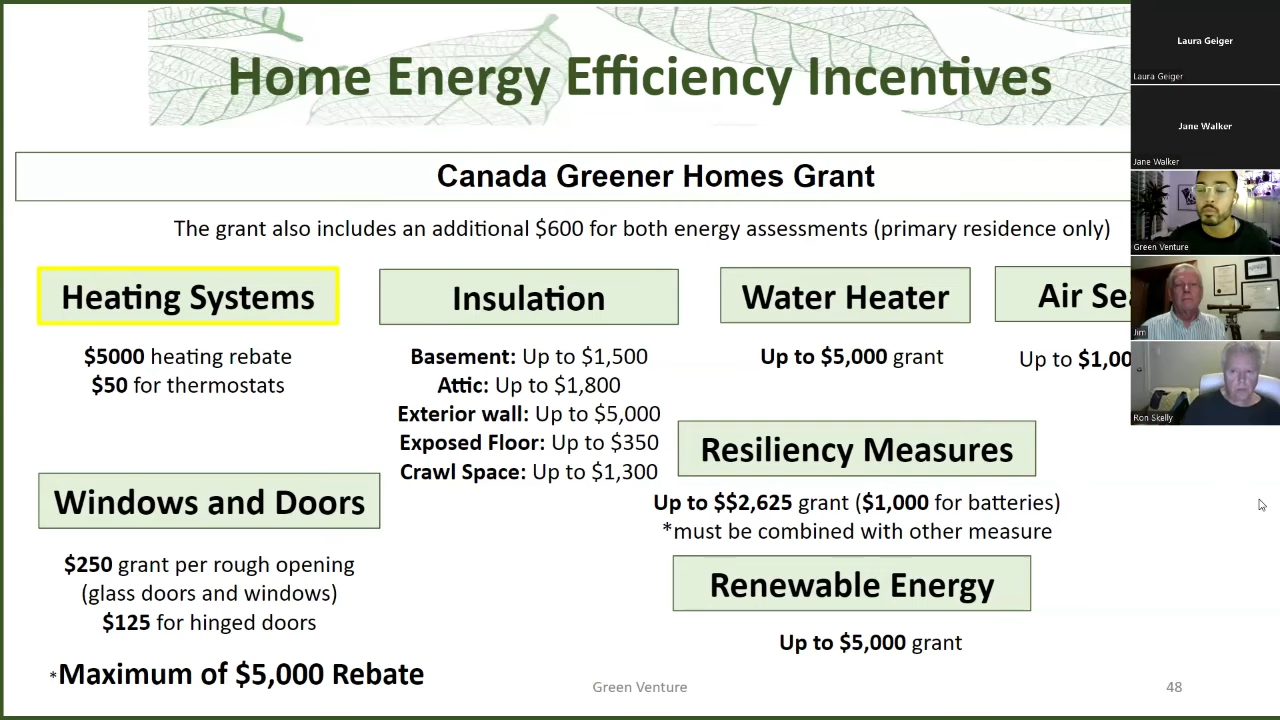 Home Energy Efficiency Incentives
Canada Greener Homes Grant
The grant also includes an additional $600 for both energy assessments (primary residence only)
Heating Systems
$5000 heating rebate
$50 for thermostats
Insulation
Basement: Up to $1,500
Attic: Up to $1,800
Exterior wall: Up to $5,000
Exposed Floor: Up to $350
Crawl Space: Up to $1,300
Water Heater
Up to $5,000 grant
Air
Up to
Resiliency Measures
Up to $$2,625 grant ($1,000 for batteries)
*must be combined with other measure
Windows and Doors
$250 grant per rough opening
(glass doors and windows)
$125 for hinged doors
Renewable Energy
Up to $5,000 grant
*Maximum of $5,000 Rebate
Green Venture
48
Laura Geiger
Laura Geiger
Jane Walker
Jane Walker
Green Venture
Jim
Ron Skelly